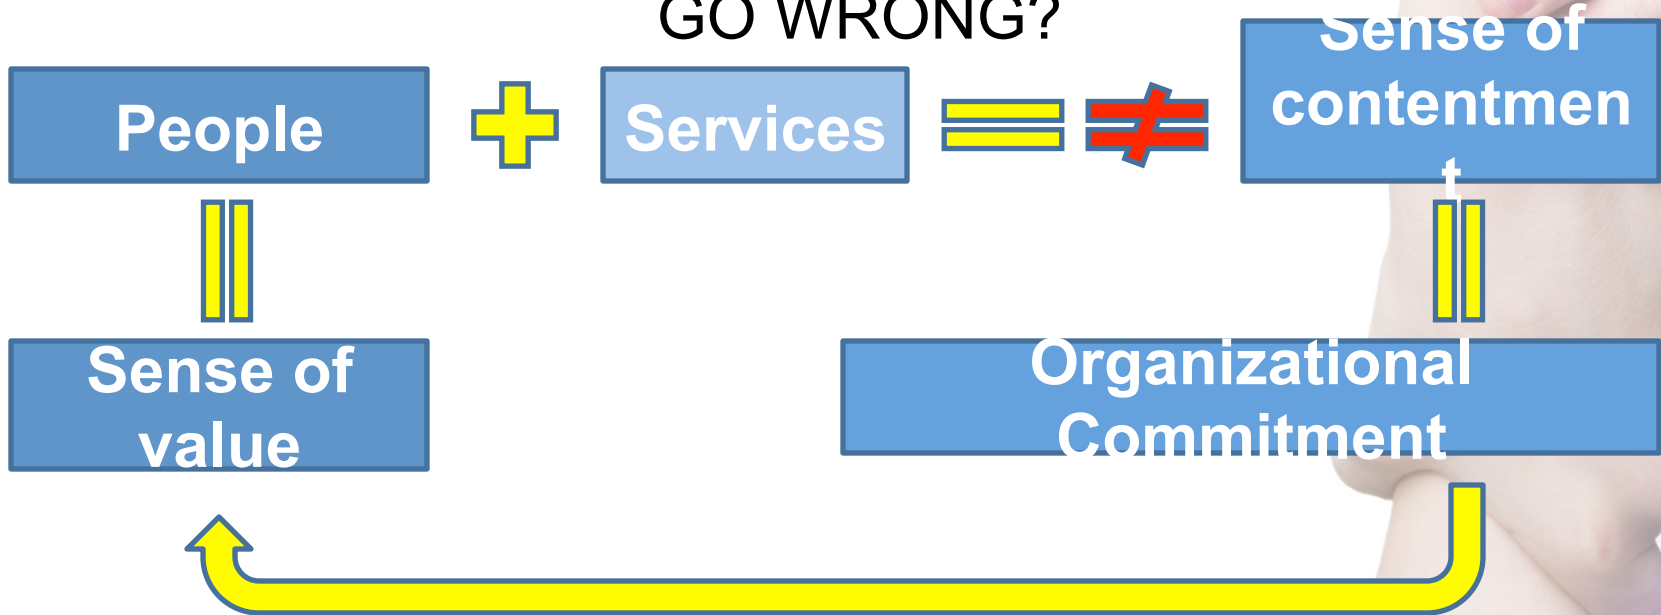 GO WRONG?
People
Services
Sense of
contentmen
t
Sense of
value
Organizational
Commitment